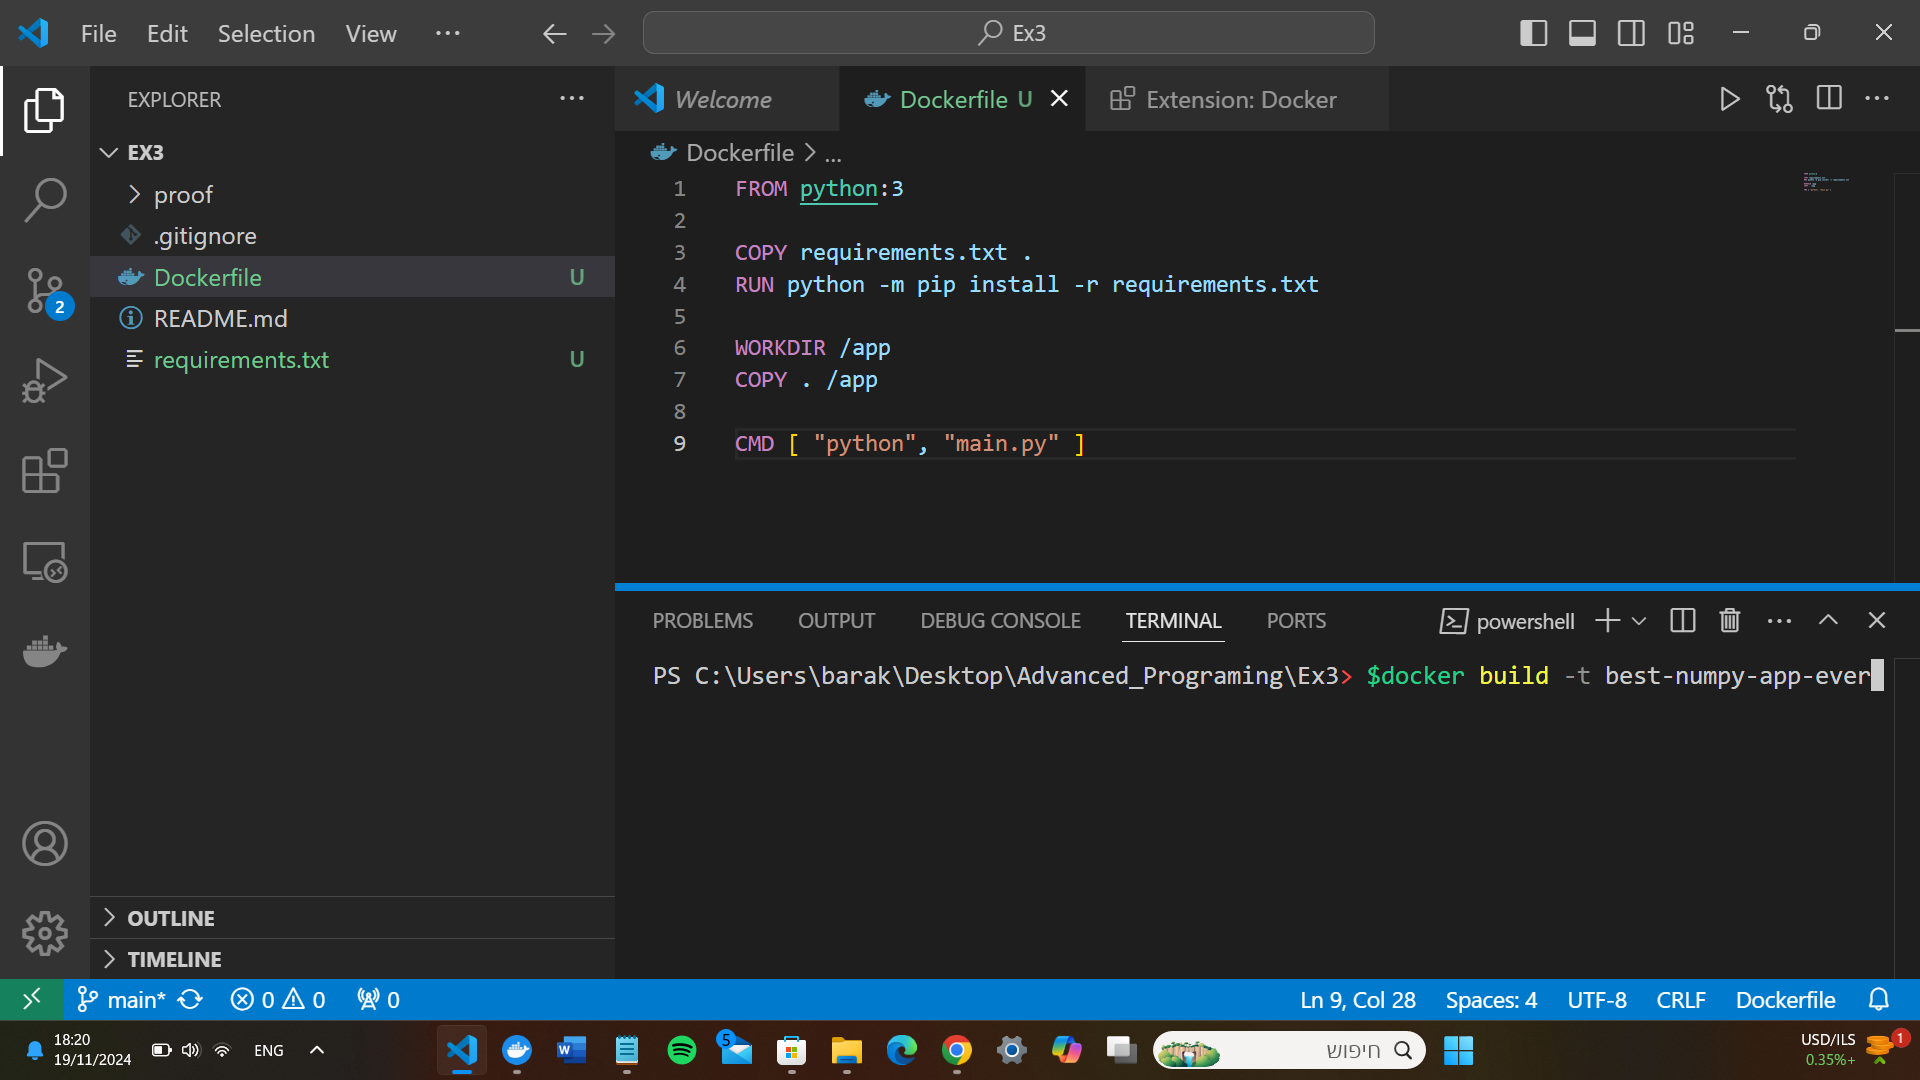 File Edit Selection View ...
Ex3
EXPLORER ...
EX3
proof
.gitignore
Dockerfile U
README.md
requirements.txt U
OUTLINE
TIMELINE
2
Welcome
Dockerfile U
Extension: Docker
Dockerfile > ...
1 FROM python:3
2
3 COPY requirements.txt .
4 RUN python -m pip install -r requirements.txt
5
6 WORKDIR /app
7 COPY . /app
8
9 CMD [ "python", "main.py" ]
PROBLEMS OUTPUT DEBUG CONSOLE TERMINAL PORTS
powershell
PS C:\Users\barak\Desktop\Advanced_Programing\Ex3> $docker build -t best-numpy-app-ever
main* 0 0 0
Ln 9, Col 28 Spaces: 4 UTF-8 CRLF Dockerfile
18:20
19/11/2024
ENG
W
5
חיפוש
USD/ILS
0.35%+
1